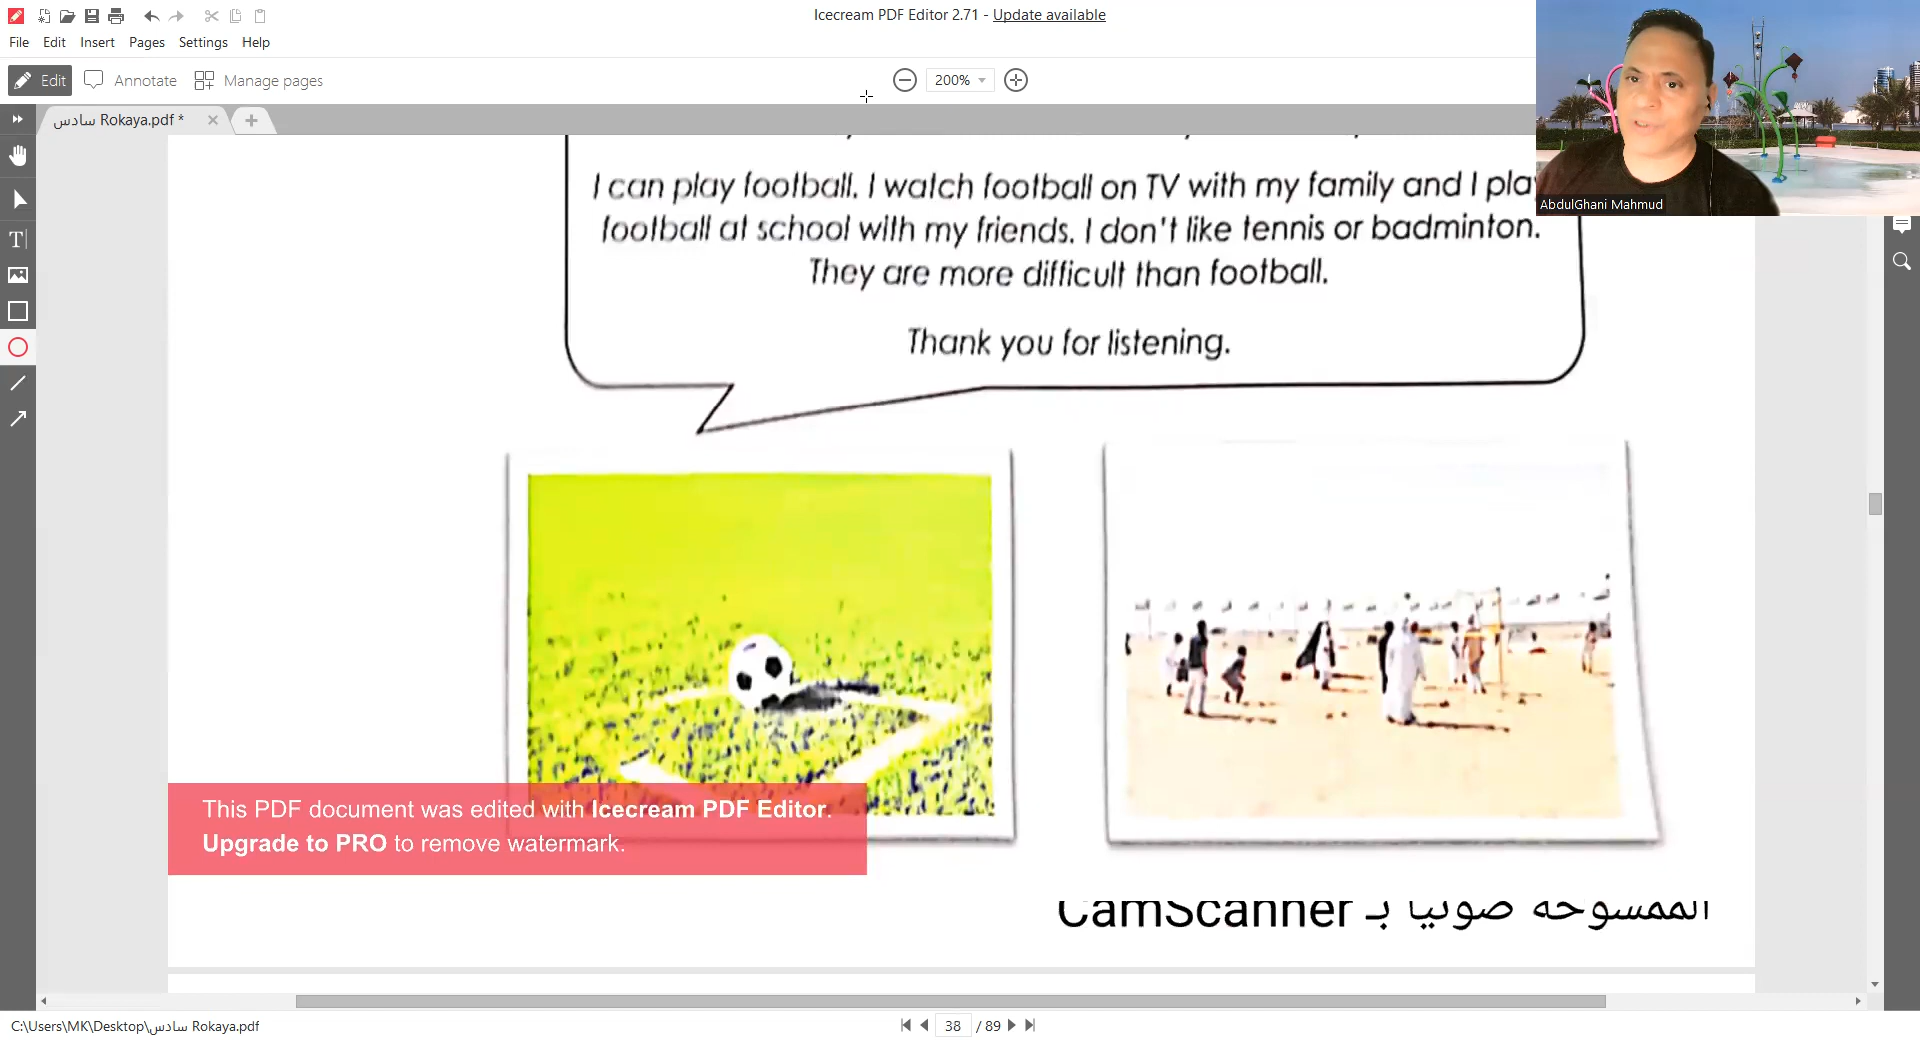 Icecream PDF Editor 2.71 - Update available
File Edit Insert Pages Settings Help
Edit Annotate Manage pages
200%
سادس Rokaya.pdf *
AbdulGhani Mahmud
I can play football. I watch football on TV with my family and I pla
football at school with my friends. I don't like tennis or badminton.
They are more difficult than football.
Thank you for listening.
This PDF document was edited with Icecream PDF Editor.
Upgrade to PRO to remove watermark.
الممسوحة ضوئيا بـ CamScanner
C:\Users\MK\Desktop\سادس Rokaya.pdf
38 / 89